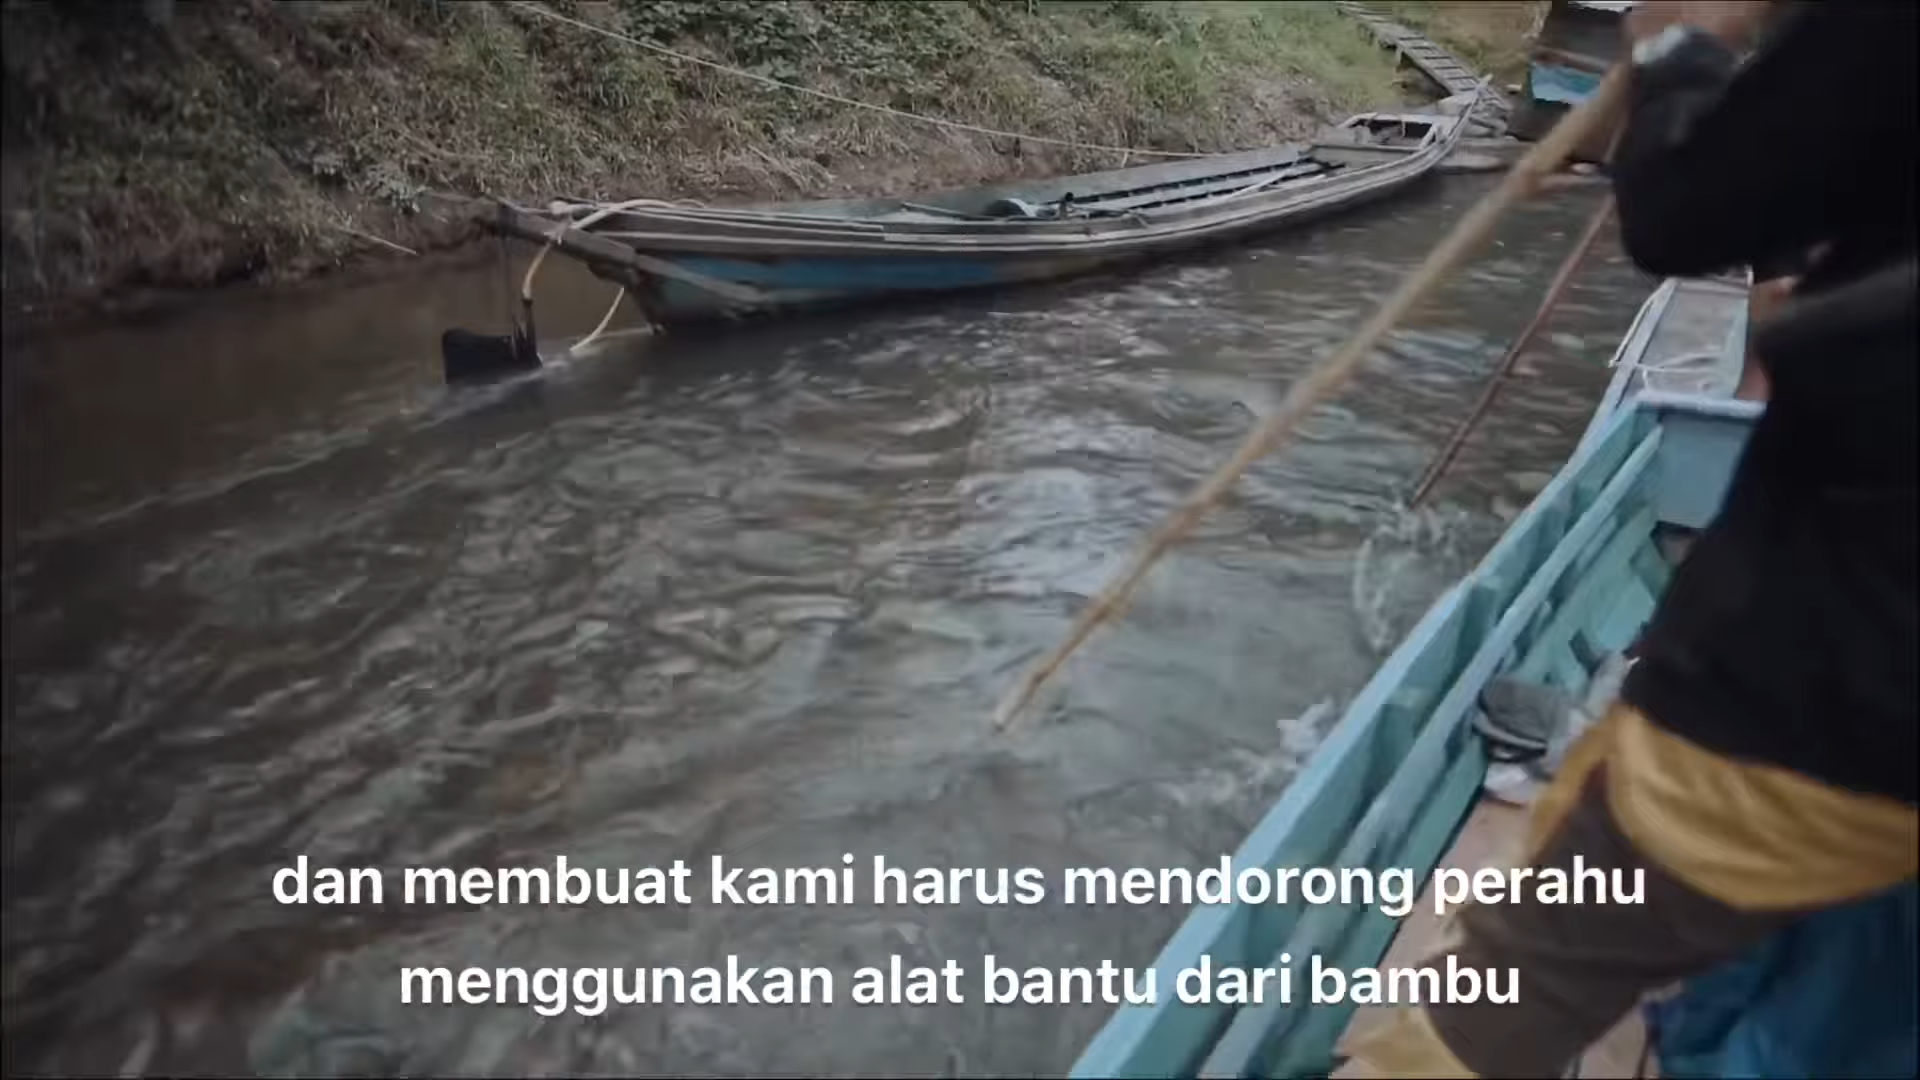 dan membuat kami harus mendorong perahu
menggunakan alat bantu dari bambu